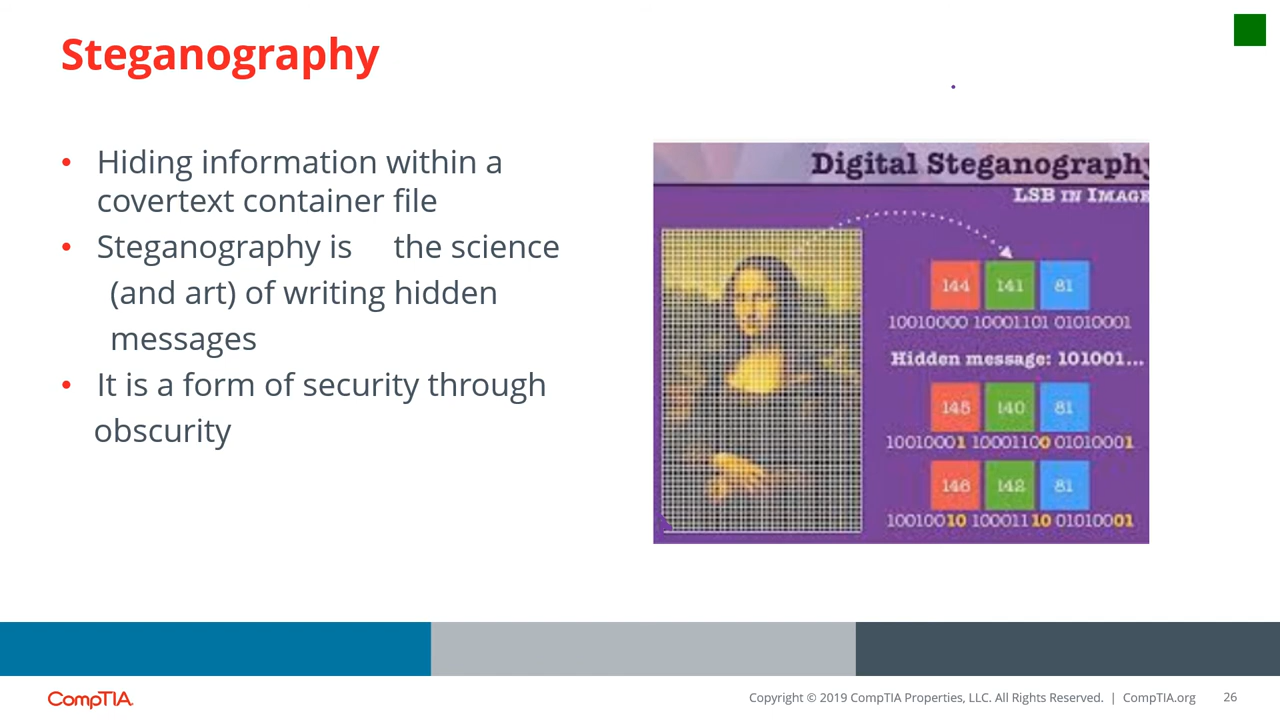 Steganography
• Hiding information within a
covertext container file
• Steganography is the science
(and art) of writing hidden
messages
• It is a form of security through
obscurity
Digital Steganography
LSB IN IMAGE
144 141 81
10010000 10001101 01010001
Hidden message: 101001...
145 140 81
10010001 10001100 01010001
146 142 81
10010010 10001110 01010001
CompTIA.
Copyright © 2019 CompTIA Properties, LLC. All Rights Reserved. | CompTIA.org 26